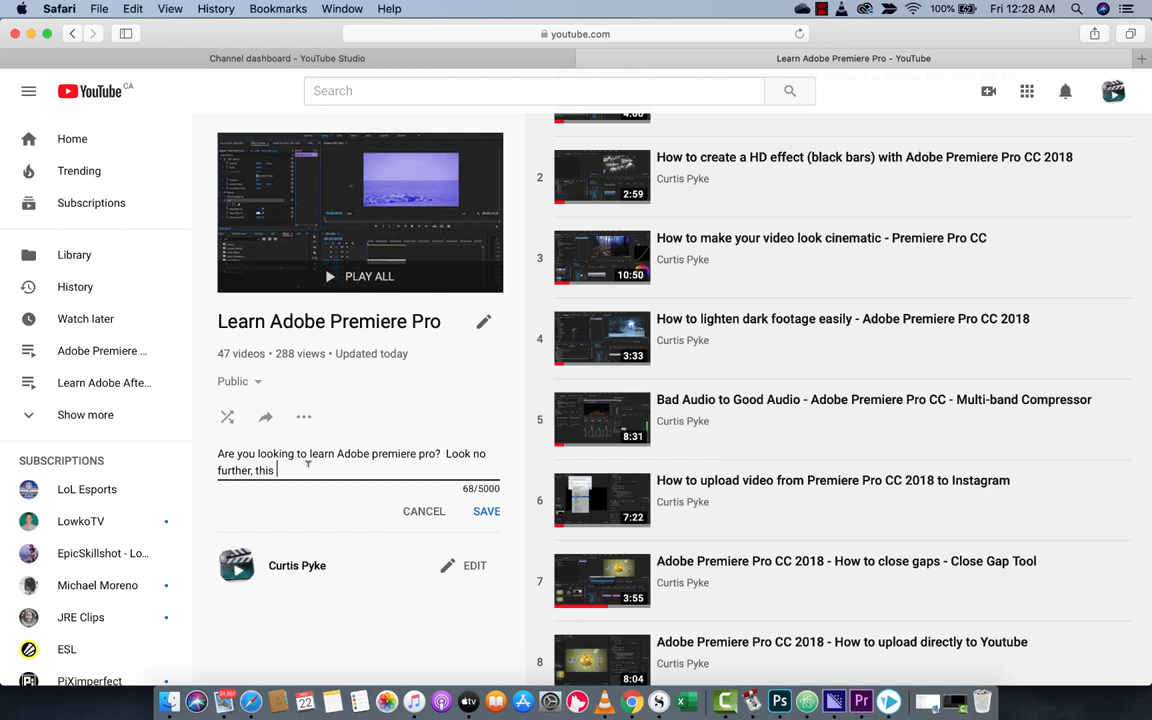 Safari File Edit View History Bookmarks Window Help 100% Fri 12:28 AM
youtube.com
Channel dashboard - YouTube Studio
Learn Adobe Premiere Pro - YouTube
YouTube CA
Search
Home
Trending
Subscriptions
Library
History
Watch later
Adobe Premiere ...
Learn Adobe Afte...
Show more
SUBSCRIPTIONS
LoL Esports
LowkoTV
EpicSkillshot - Lo...
Michael Moreno
JRE Clips
ESL
PiXimperfect
PLAY ALL
Learn Adobe Premiere Pro
47 videos • 288 views • Updated today
Public
Are you looking to learn Adobe premiere pro?  Look no
further, this
68/5000
CANCEL SAVE
Curtis Pyke
EDIT
4:00
2
How to create a HD effect (black bars) with Adobe Premiere Pro CC 2018
Curtis Pyke
2:59
3
How to make your video look cinematic - Premiere Pro CC
Curtis Pyke
10:50
4
How to lighten dark footage easily - Adobe Premiere Pro CC 2018
Curtis Pyke
3:33
5
Bad Audio to Good Audio - Adobe Premiere Pro CC - Multi-band Compressor
Curtis Pyke
8:31
6
How to upload video from Premiere Pro CC 2018 to Instagram
Curtis Pyke
7:22
7
Adobe Premiere Pro CC 2018 - How to close gaps - Close Gap Tool
Curtis Pyke
3:55
8
Adobe Premiere Pro CC 2018 - How to upload directly to Youtube
Curtis Pyke
8:04